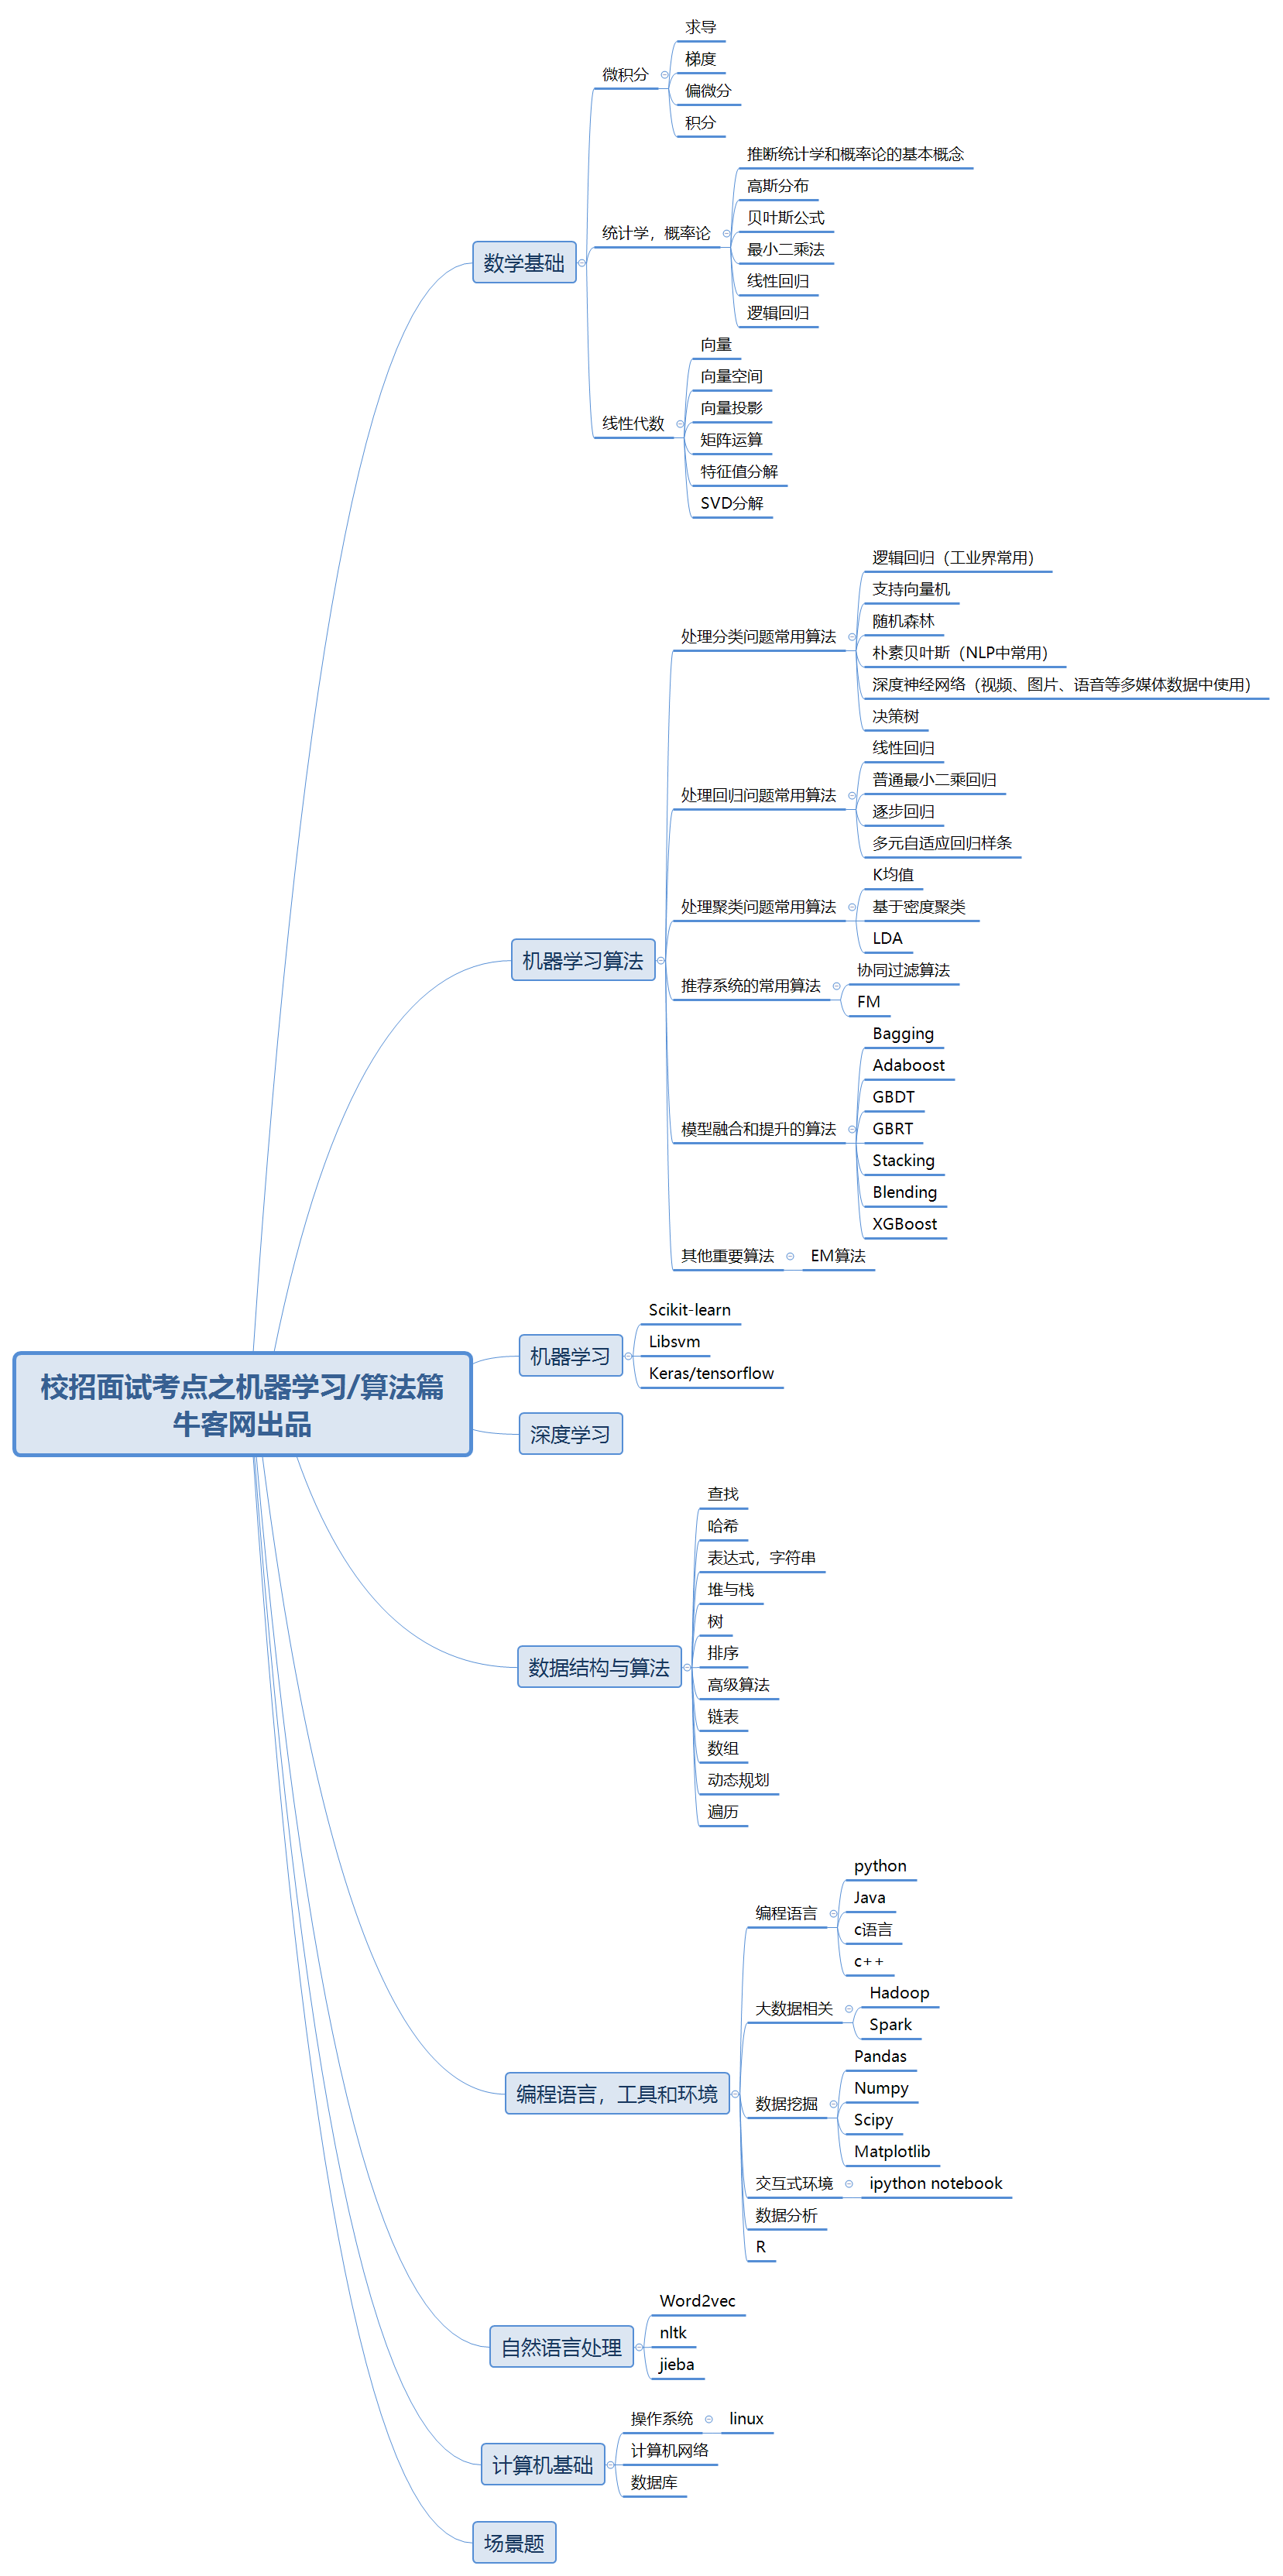 校招面试考点之机器学习/算法篇
牛客网出品
数学基础
微积分
求导
梯度
偏微分
积分
统计学，概率论
推断统计学和概率论的基本概念
高斯分布
贝叶斯公式
最小二乘法
线性回归
逻辑回归
线性代数
向量
向量空间
向量投影
矩阵运算
特征值分解
SVD分解
机器学习算法
处理分类问题常用算法
逻辑回归（工业界常用）
支持向量机
随机森林
朴素贝叶斯（NLP中常用）
深度神经网络（视频、图片、语音等多媒体数据中使用）
决策树
处理回归问题常用算法
线性回归
普通最小二乘回归
逐步回归
多元自适应回归样条
处理聚类问题常用算法
K均值
基于密度聚类
LDA
推荐系统的常用算法
协同过滤算法
FM
模型融合和提升的算法
Bagging
Adaboost
GBDT
GBRT
Stacking
Blending
XGBoost
其他重要算法
EM算法
机器学习
Scikit-learn
Libsvm
Keras/tensorflow
深度学习
数据结构与算法
查找
哈希
表达式，字符串
堆与栈
树
排序
高级算法
链表
数组
动态规划
遍历
编程语言，工具和环境
编程语言
python
Java
c语言
c++
大数据相关
Hadoop
Spark
数据挖掘
Pandas
Numpy
Scipy
Matplotlib
交互式环境
ipython notebook
数据分析
R
自然语言处理
Word2vec
nltk
jieba
计算机基础
操作系统
linux
计算机网络
数据库
场景题